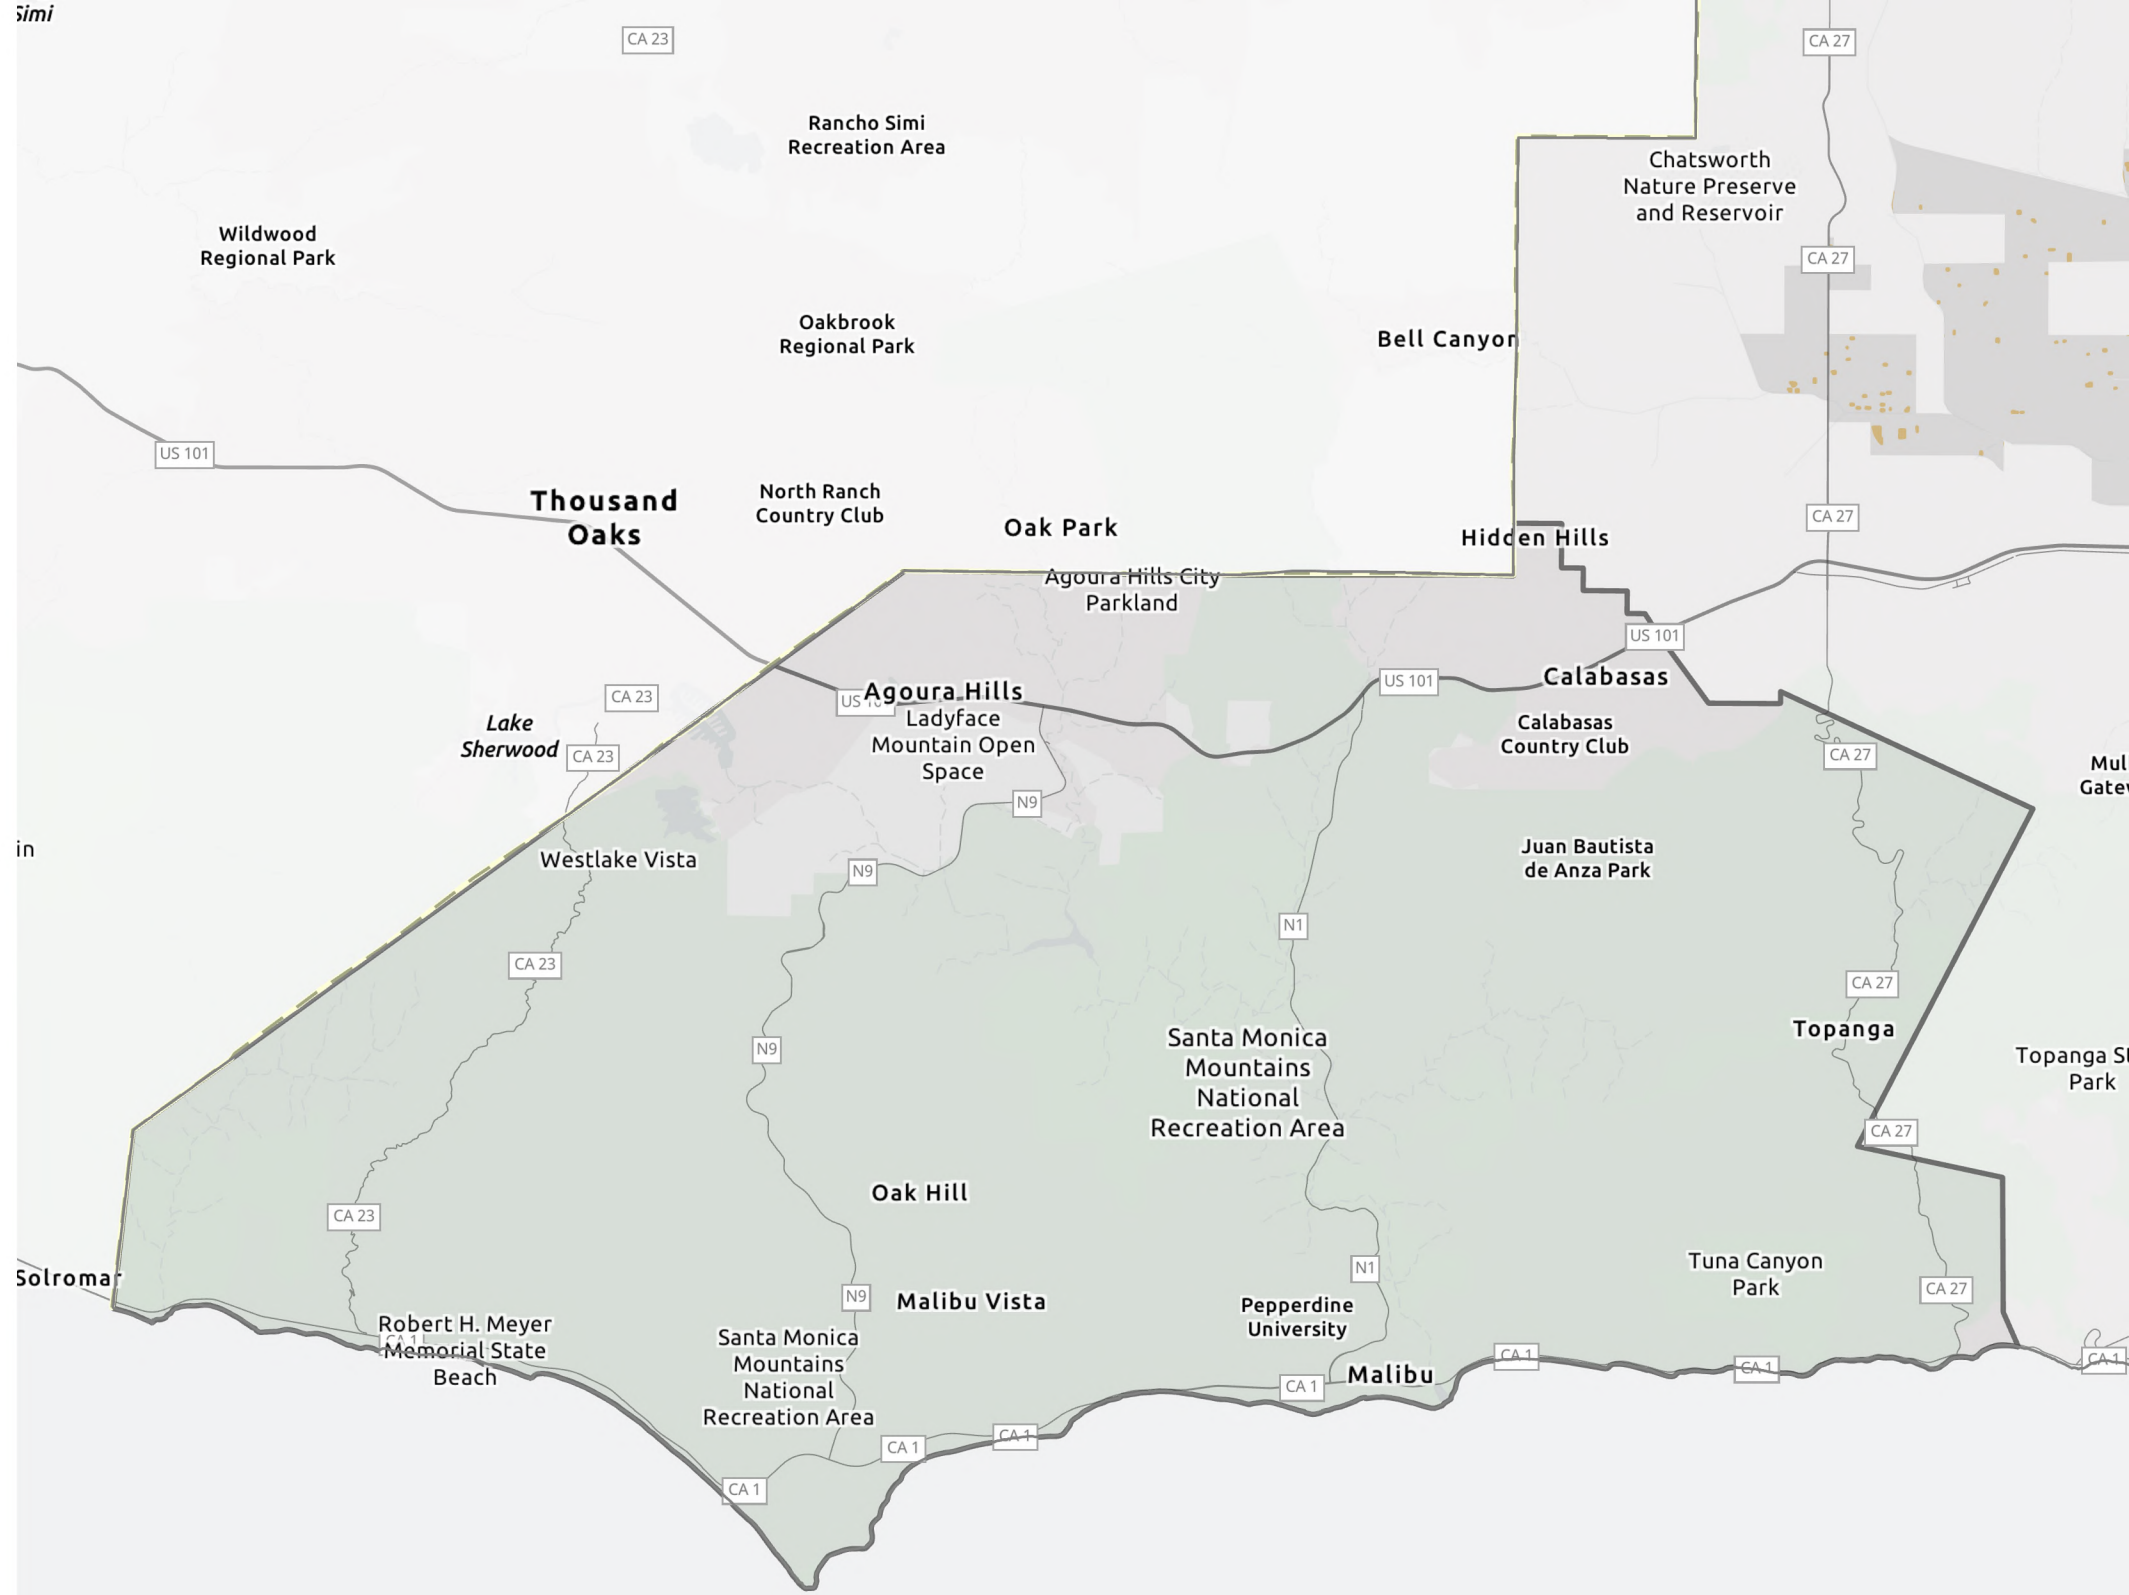 Simi
CA 23
CA 27
Rancho Simi
Recreation Area
Chatsworth
Nature Preserve
and Reservoir
Wildwood
Regional Park
CA 27
Oakbrook
Regional Park
Bell Canyon
US 101
Thousand
Oaks
North Ranch
Country Club
Oak Park
CA 27
Hidden Hills
Agoura Hills City
Parkland
US 101
Calabasas
US 101
CA 23
US 101
Agoura Hills
Ladyface
Mountain Open
Space
Lake
Sherwood
CA 23
Calabasas
Country Club
CA 27
Mul
Gate
N9
in
Westlake Vista
N9
Juan Bautista
de Anza Park
N1
CA 23
CA 27
Topanga
N9
Santa Monica
Mountains
National
Recreation Area
Topanga St
Park
CA 27
Oak Hill
CA 23
Solromar
N1
Tuna Canyon
Park
CA 27
N9
Malibu Vista
Pepperdine
University
Robert H. Meyer
Memorial State
Beach
CA 1
Santa Monica
Mountains
National
Recreation Area
CA 1
CA 1
CA 1
Malibu
CA 1
CA 1
CA 1
CA 1